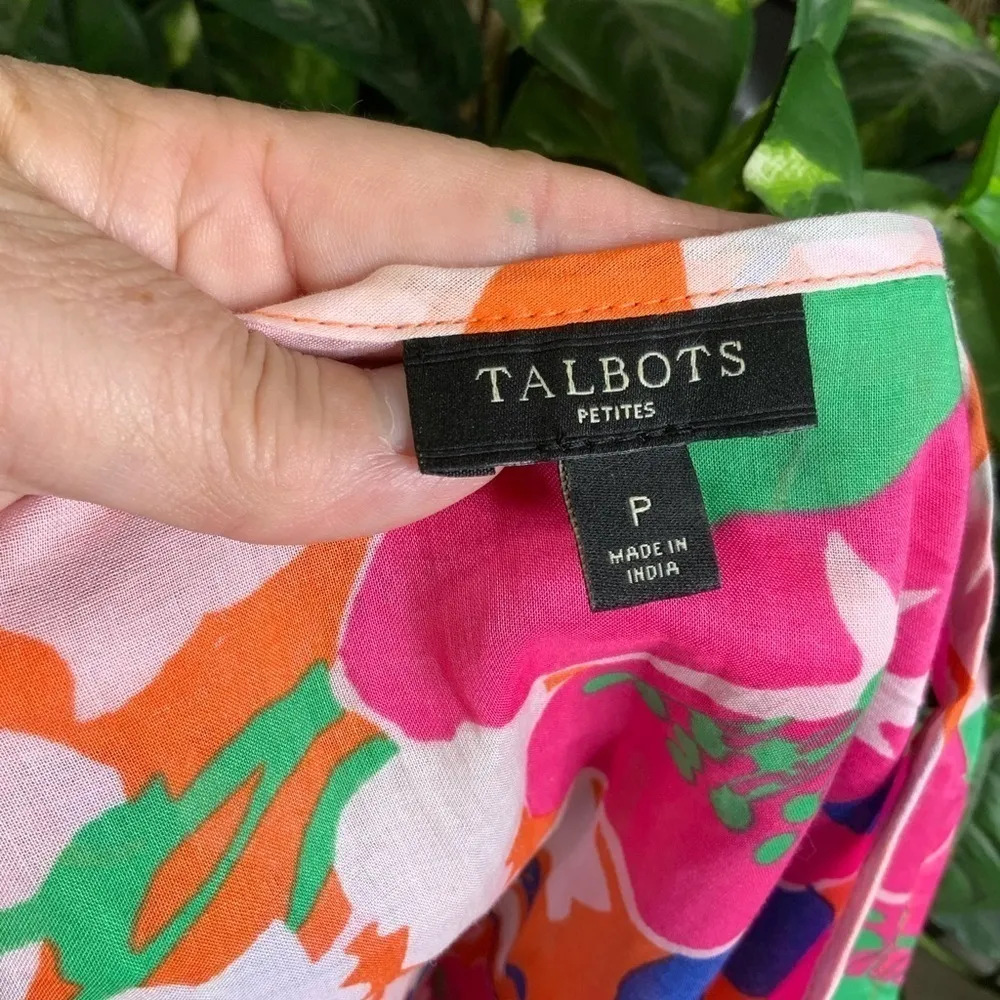 TALBOTS
PETITES
P
MADE IN
INDIA